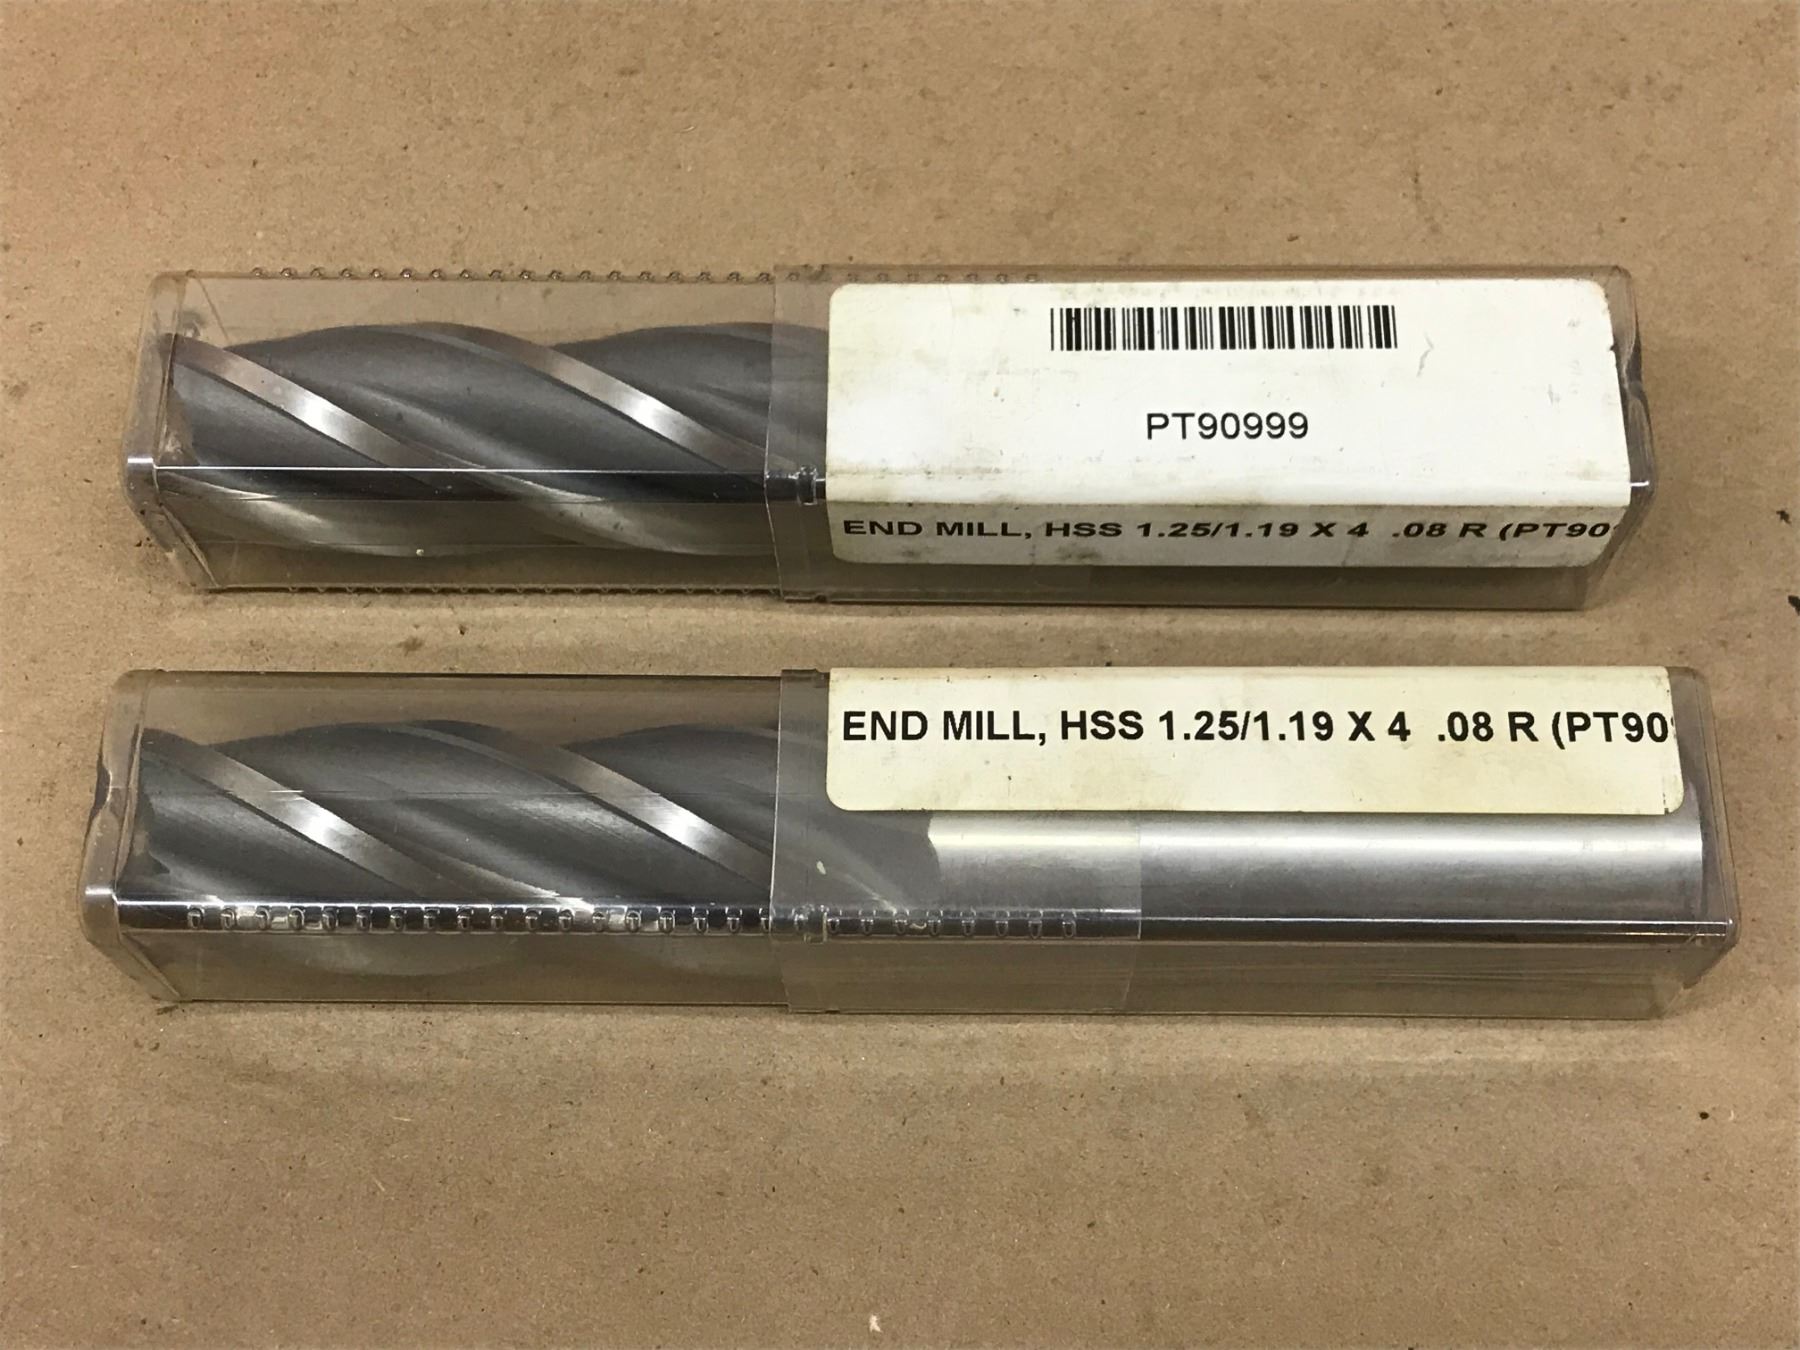 PT90999
END MILL, HSS 1.25/1.19 X 4 .08 R (PT90
END MILL, HSS 1.25/1.19 X 4 .08 R (PT90